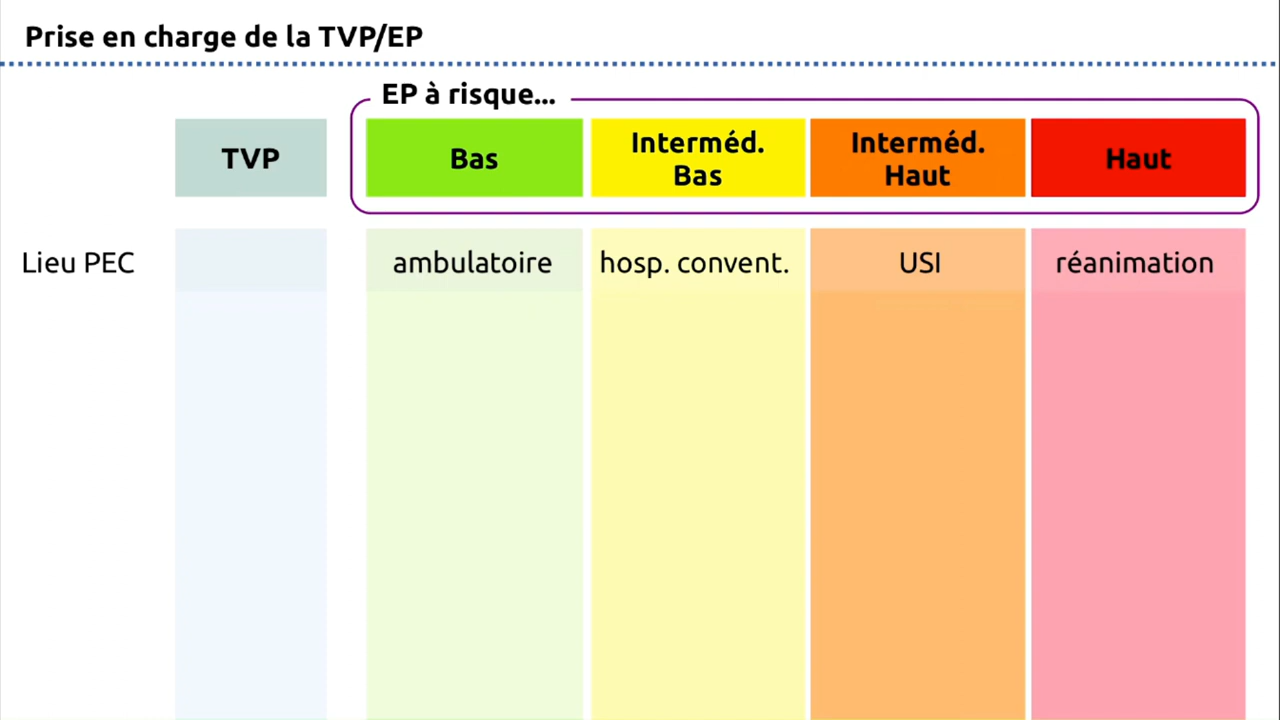 Prise en charge de la TVP/EP
EP à risque...
TVP
Bas
Interméd.
Bas
Interméd.
Haut
Haut
Lieu PEC
ambulatoire
hosp. convent.
USI
réanimation